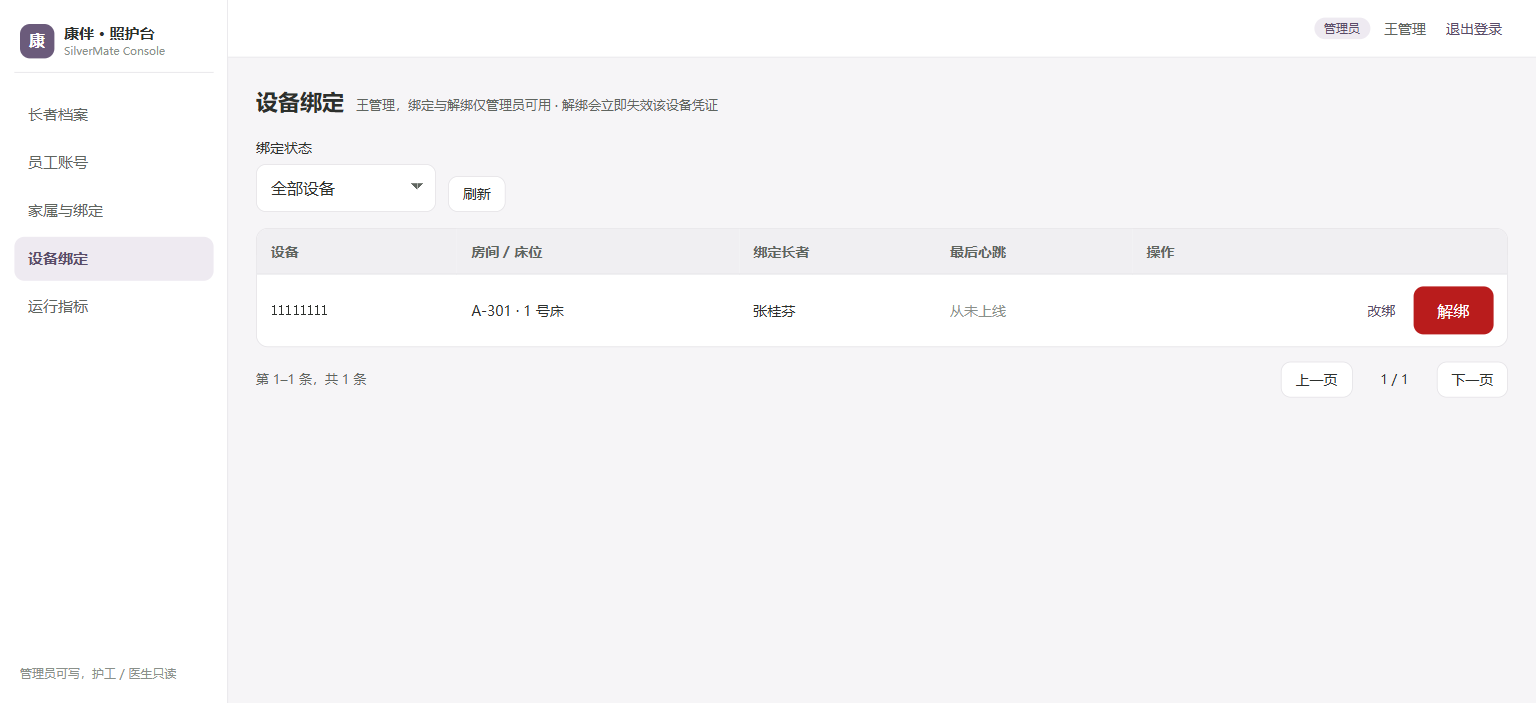 康
康伴•照护台
SilverMate Console
管理员 王管理 退出登录
长者档案
员工账号
家属与绑定
设备绑定
运行指标
管理员可写，护工 / 医生只读
设备绑定 王管理，绑定与解绑仅管理员可用 · 解绑会立即失效该设备凭证
绑定状态
全部设备 刷新
设备 房间 / 床位 绑定长者 最后心跳 操作
11111111 A-301 · 1 号床 张桂芬 从未上线 改绑 解绑
第 1–1 条，共 1 条 上一页 1 / 1 下一页